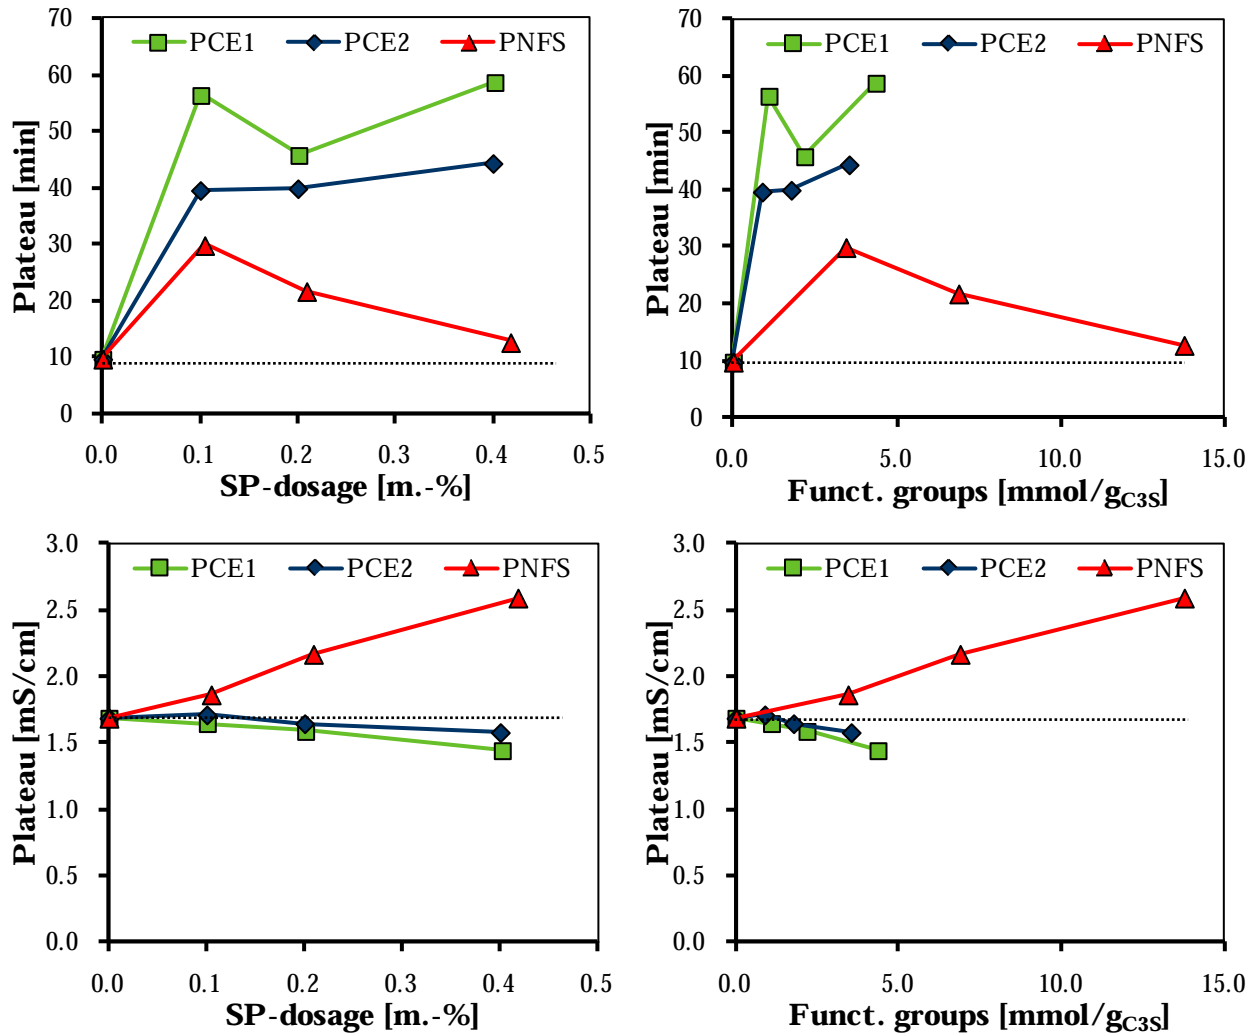 PCE1 PCE2 PNFS
Plateau [min]
70
60
50
40
30
20
10
0
0.0 0.1 0.2 0.3 0.4 0.5
SP-dosage [m.-%]
PCE1 PCE2 PNFS
Plateau [min]
70
60
50
40
30
20
10
0
0.0 5.0 10.0 15.0
Funct. groups [mmol/gC3S]
PCE1 PCE2 PNFS
Plateau [mS/cm]
3.0
2.5
2.0
1.5
1.0
0.5
0.0
0.0 0.1 0.2 0.3 0.4 0.5
SP-dosage [m.-%]
PCE1 PCE2 PNFS
Plateau [mS/cm]
3.0
2.5
2.0
1.5
1.0
0.5
0.0
0.0 5.0 10.0 15.0
Funct. groups [mmol/gC3S]